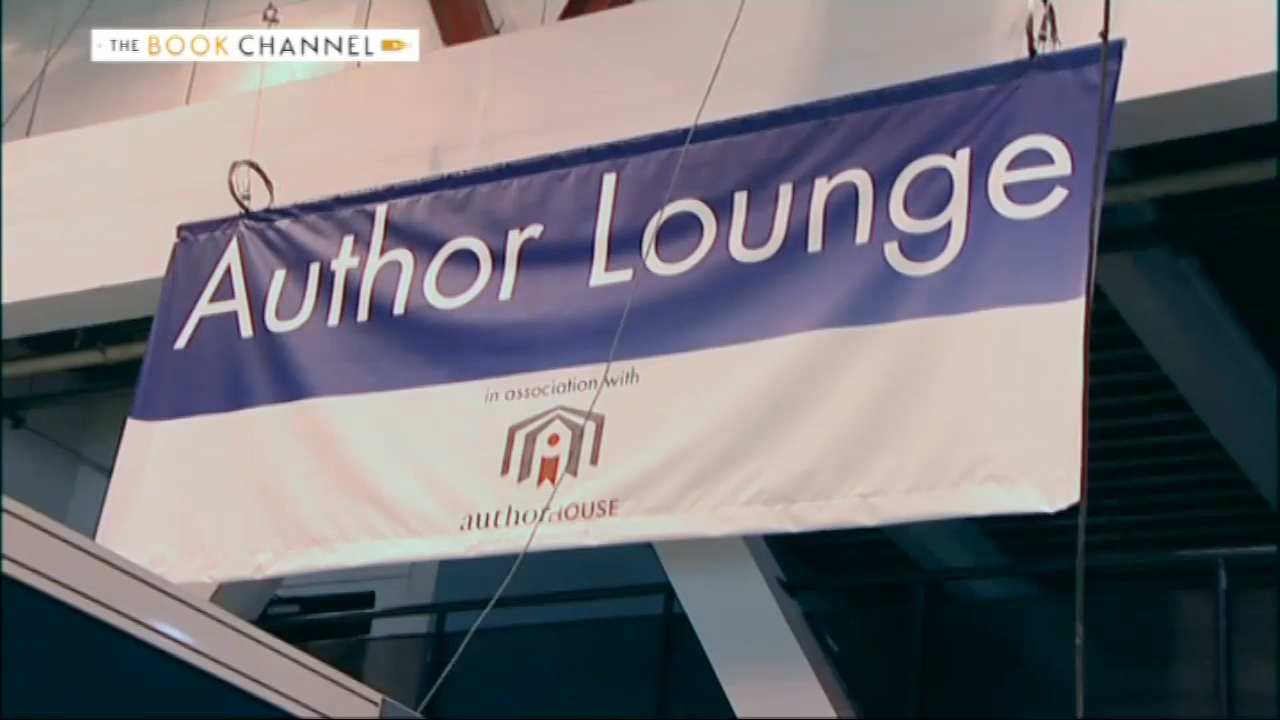 THE BOOK CHANNEL
Author Lounge
in association with
authorHOUSE